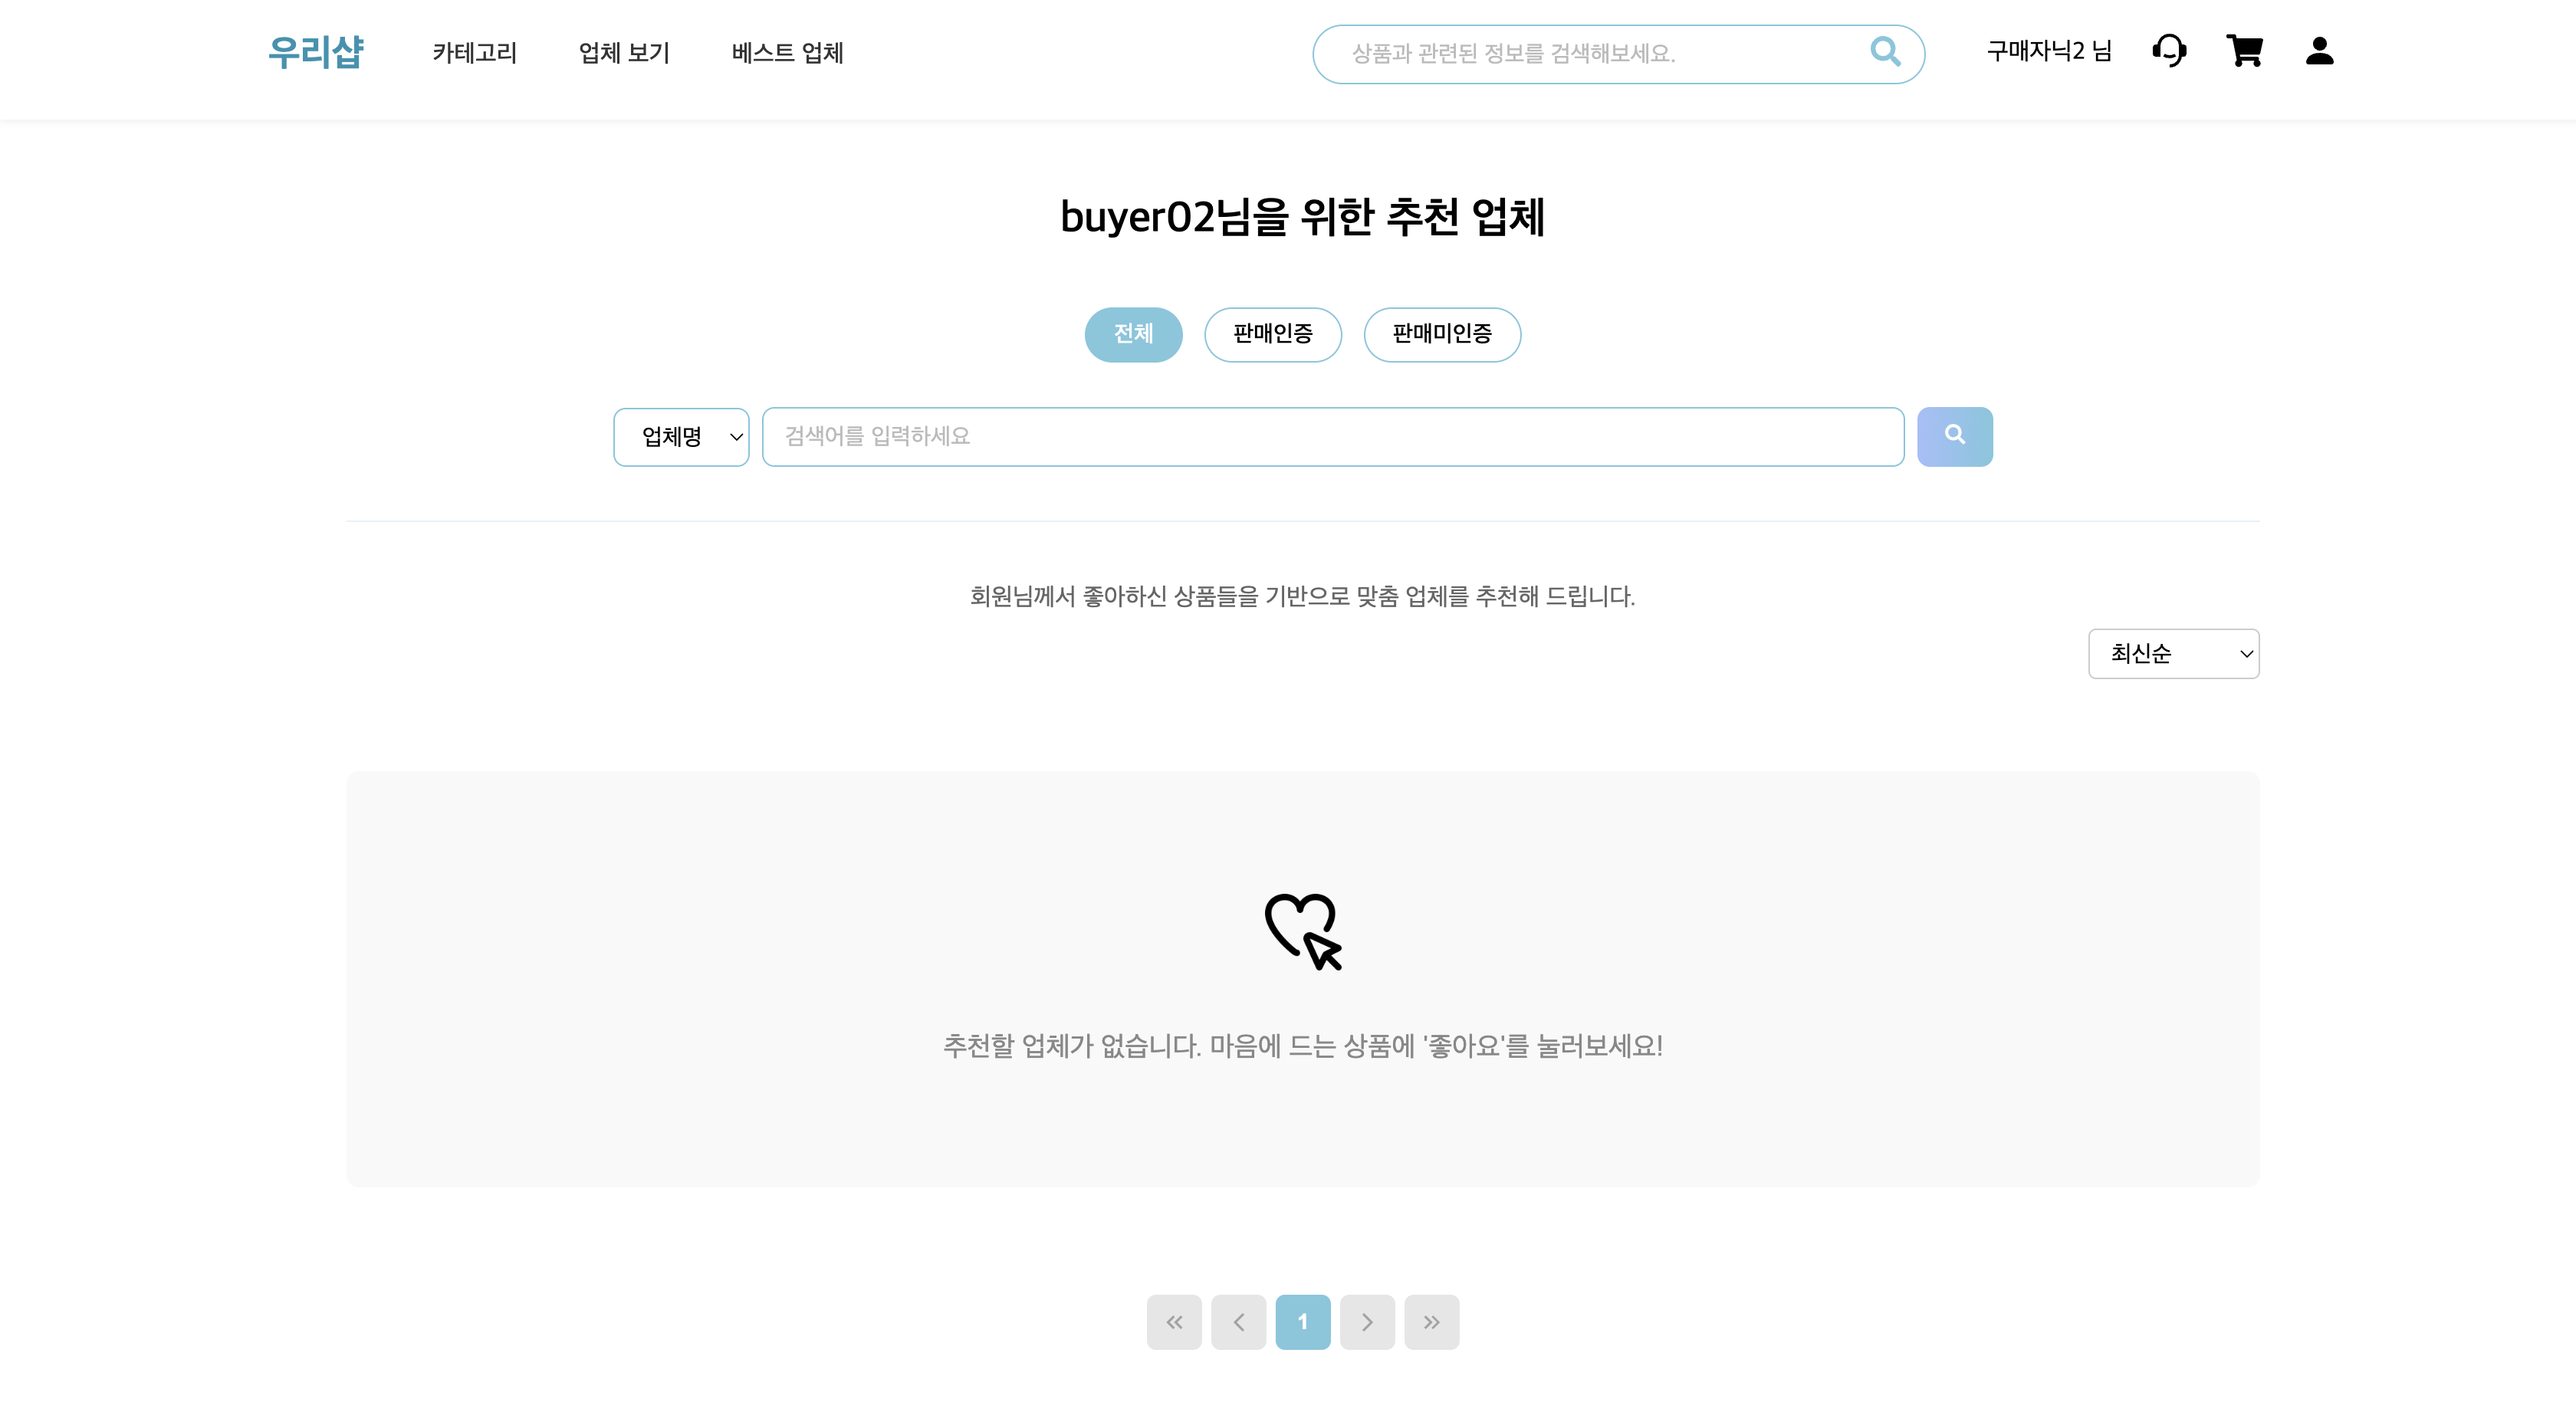 우리샵 카테고리 업체 보기 베스트 업체 상품과 관련된 정보를 검색해보세요. 구매자닉2 님
buyer02님을 위한 추천 업체
전체 판매인증 판매미인증
업체명 검색어를 입력하세요
회원님께서 좋아하신 상품들을 기반으로 맞춤 업체를 추천해 드립니다.
최신순
추천할 업체가 없습니다. 마음에 드는 상품에 '좋아요'를 눌러보세요!
« ‹ 1 › »